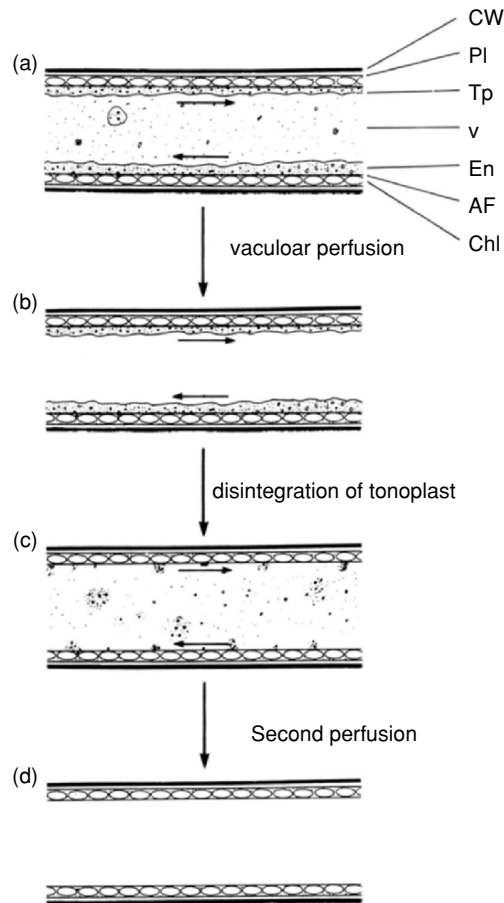 CW
(a)
Pl
Tp
v
En
AF
Chl
vaculoar perfusion
(b)
disintegration of tonoplast
(c)
Second perfusion
(d)